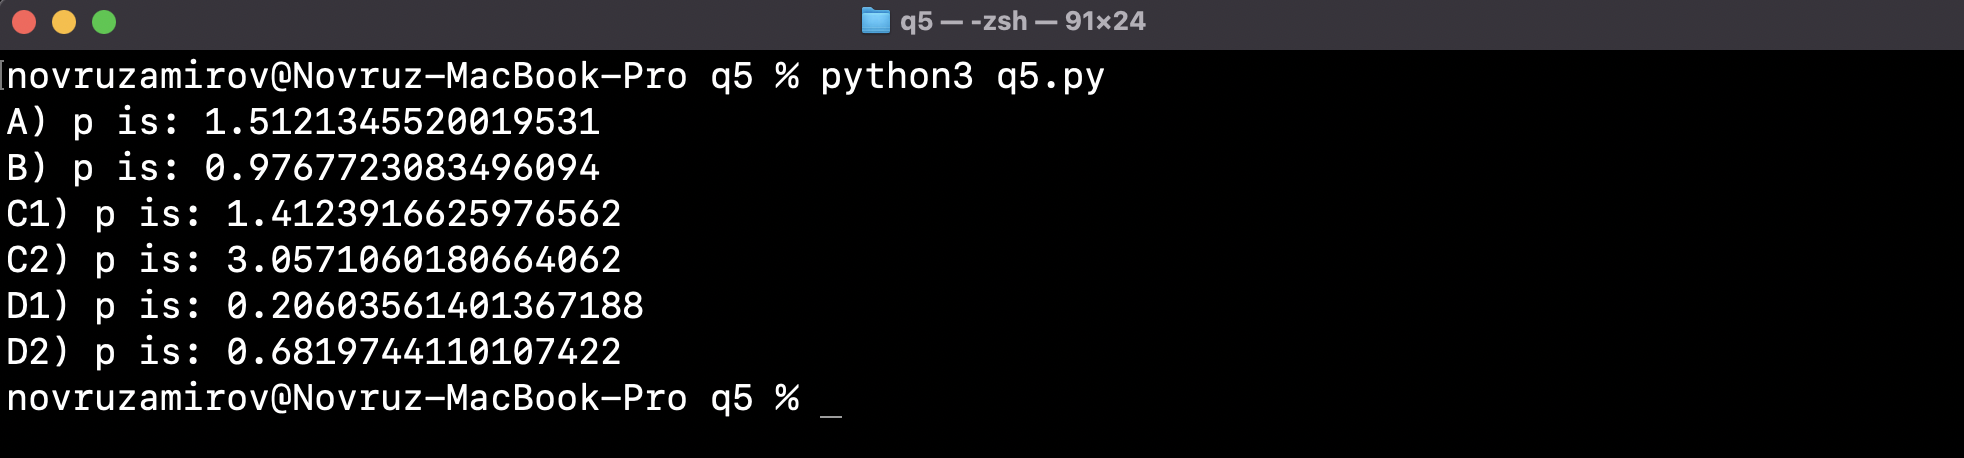 q5 — -zsh — 91×24
novruzamirov@Novruz-MacBook-Pro q5 % python3 q5.py
A) p is: 1.5121345520019531
B) p is: 0.9767723083496094
C1) p is: 1.4123916625976562
C2) p is: 3.0571060180664062
D1) p is: 0.20603561401367188
D2) p is: 0.6819744110107422
novruzamirov@Novruz-MacBook-Pro q5 % _